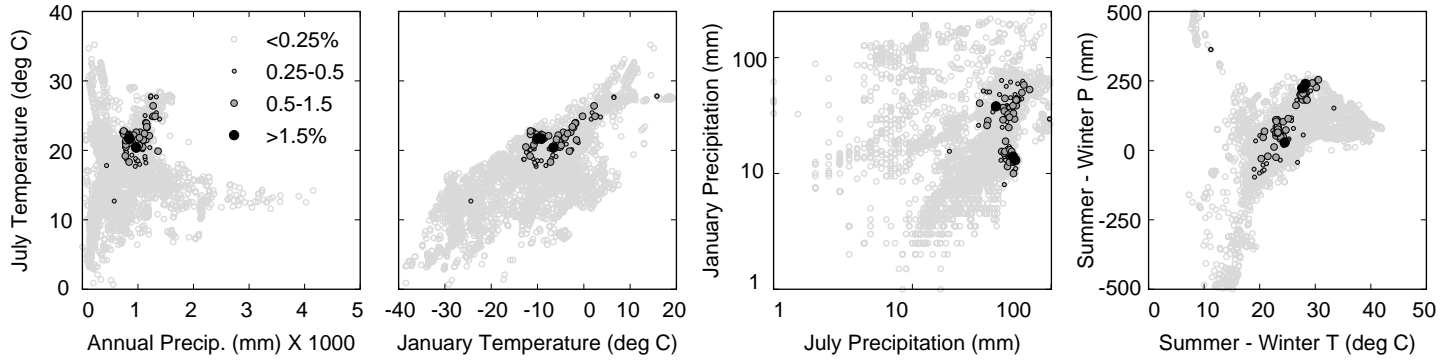 July Temperature (deg C)
40
30
20
10
0
<0.25%
0.25-0.5
0.5-1.5
>1.5%
0 1 2 3 4 5
Annual Precip. (mm) X 1000
-40 -30 -20 -10 0 10 20
January Temperature (deg C)
January Precipitation (mm)
100
10
1
1 10 100
July Precipitation (mm)
Summer - Winter P (mm)
500
250
0
-250
-500
0 10 20 30 40 50
Summer - Winter T (deg C)